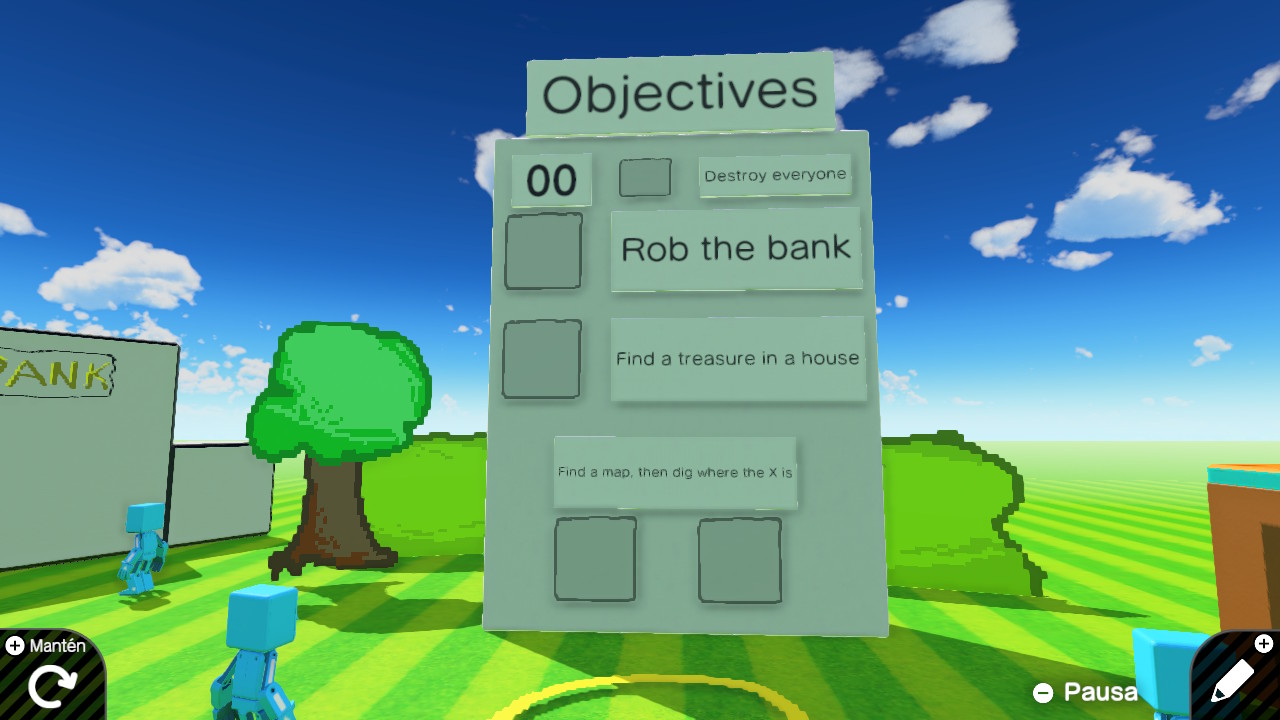 Objectives
00 Destroy everyone
Rob the bank
BANK
Find a treasure in a house
Find a map, then dig where the X is
Mantén
Pausa